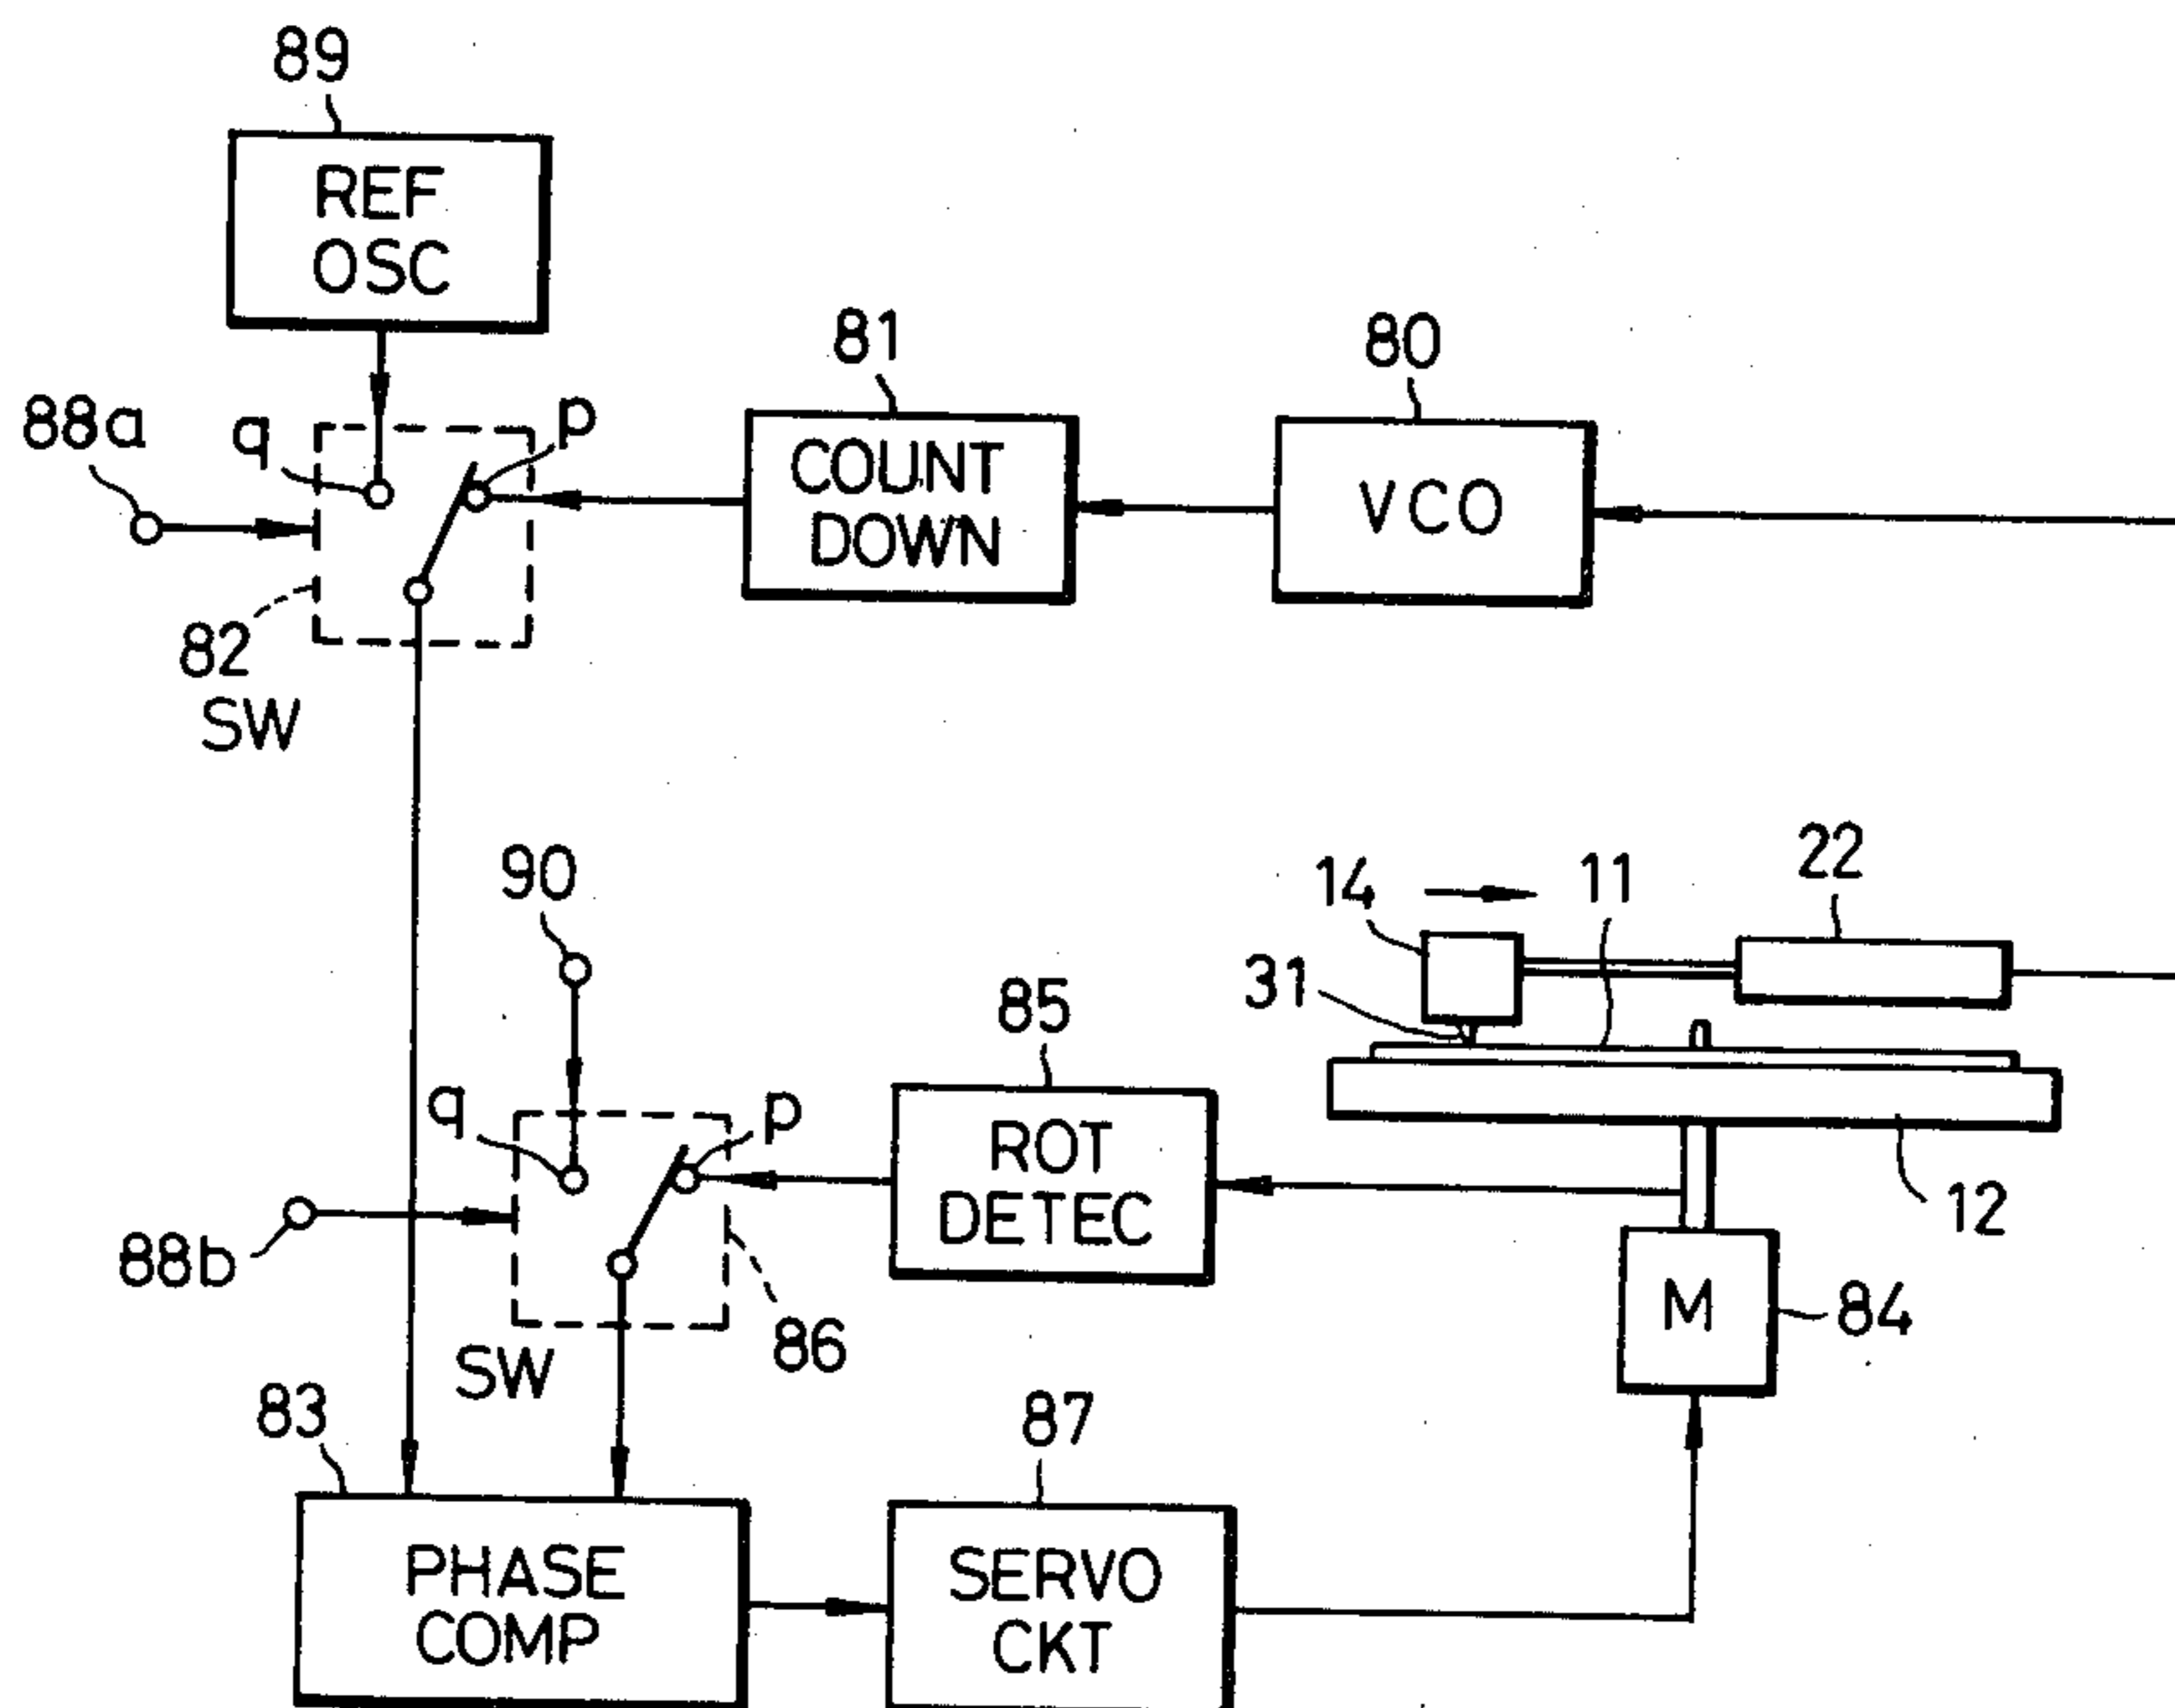 89
REF
OSC
81
80
88a
q
p
COUNT
DOWN
VCO
82
SW
90
14
11
22
31
85
q
p
ROT
DETEC
12
88b
M
84
86
SW
83
87
PHASE
COMP
SERVO
CKT